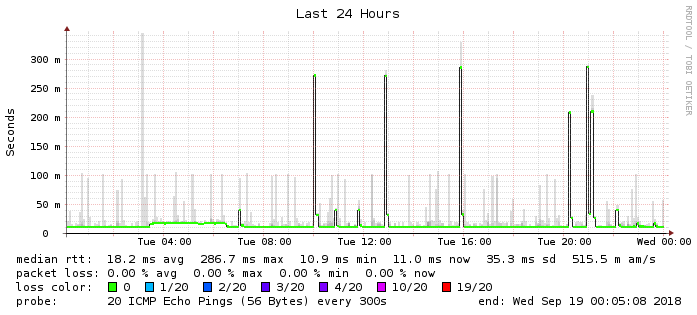 Last 24 Hours
RRDTOOL / TOBI OETIKER
Seconds
300 m
250 m
200 m
150 m
100 m
50 m
0
Tue 04:00 Tue 08:00 Tue 12:00 Tue 16:00 Tue 20:00 Wed 00:00
median rtt: 18.2 ms avg 286.7 ms max 10.9 ms min 11.0 ms now 35.3 ms sd 515.5 m am/s
packet loss: 0.00 % avg 0.00 % max 0.00 % min 0.00 % now
loss color: 0 1/20 2/20 3/20 4/20 10/20 19/20
probe: 20 ICMP Echo Pings (56 Bytes) every 300s end: Wed Sep 19 00:05:08 2018